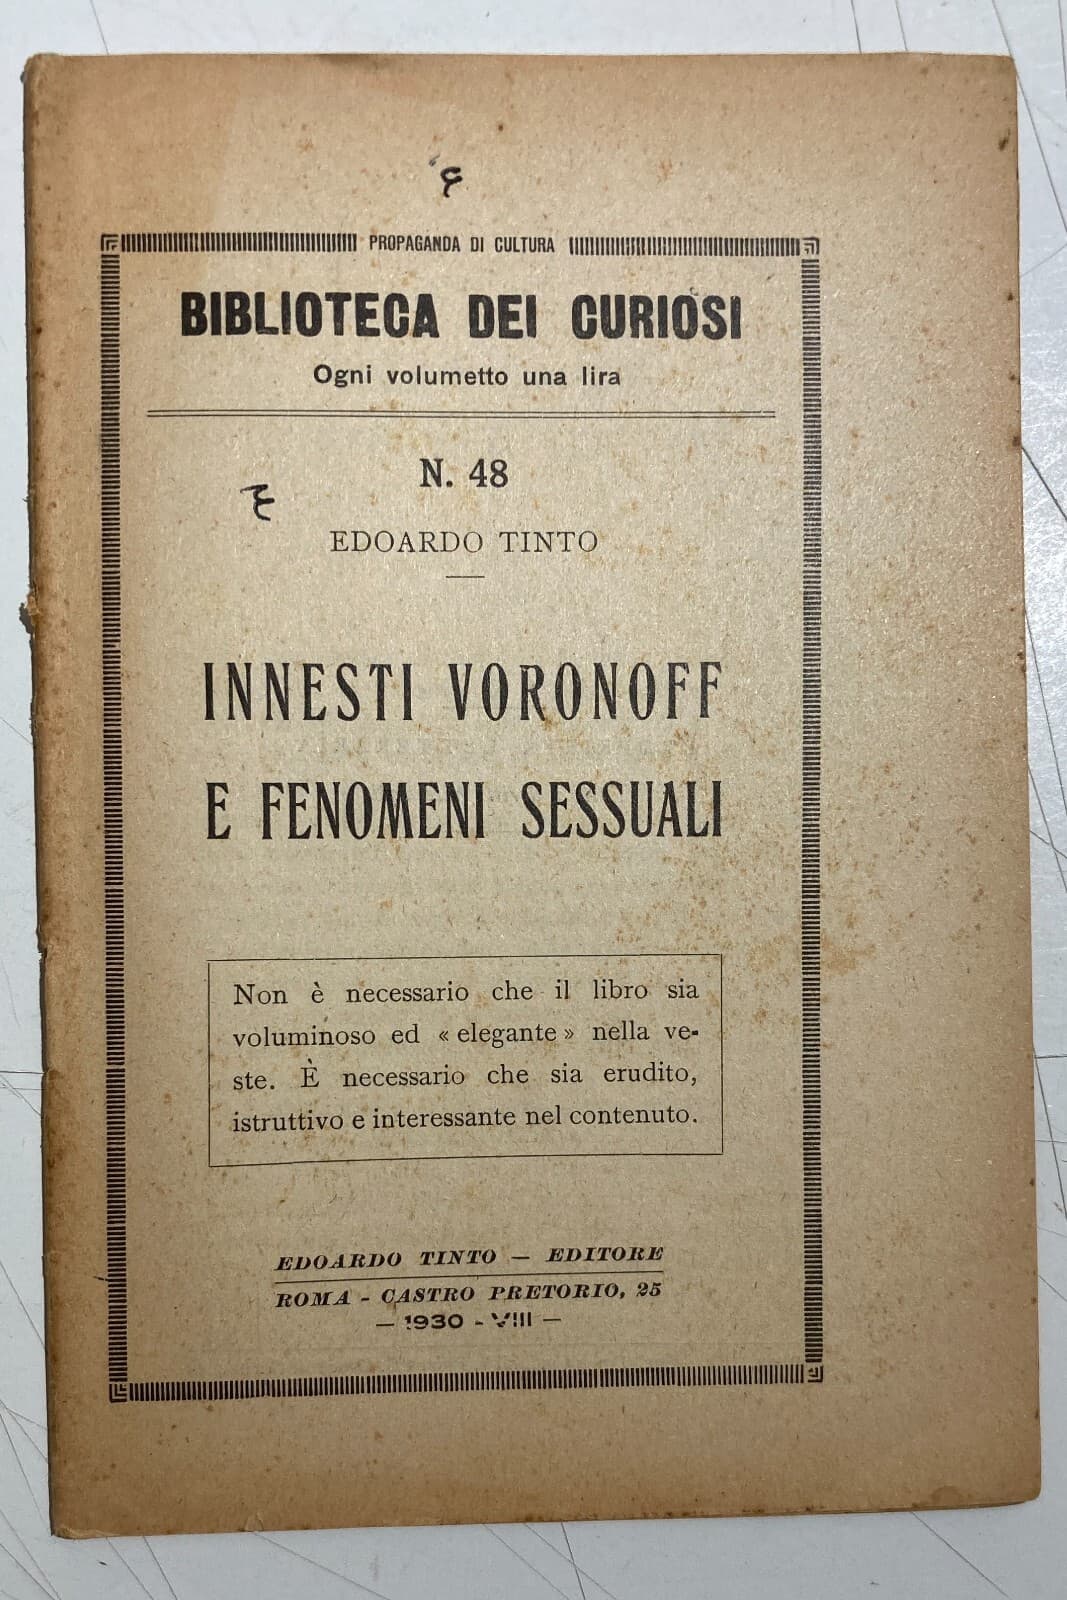 PROPAGANDA DI CULTURA
BIBLIOTECA DEI CURIOSI
Ogni volumetto una lira
N. 48
EDOARDO TINTO
INNESTI VORONOFF
E FENOMENI SESSUALI
Non è necessario che il libro sia
voluminoso ed « elegante » nella ve-
ste. È necessario che sia erudito,
istruttivo e interessante nel contenuto.
EDOARDO TINTO — EDITORE
ROMA - CASTRO PRETORIO, 25
— 1930 - VIII —